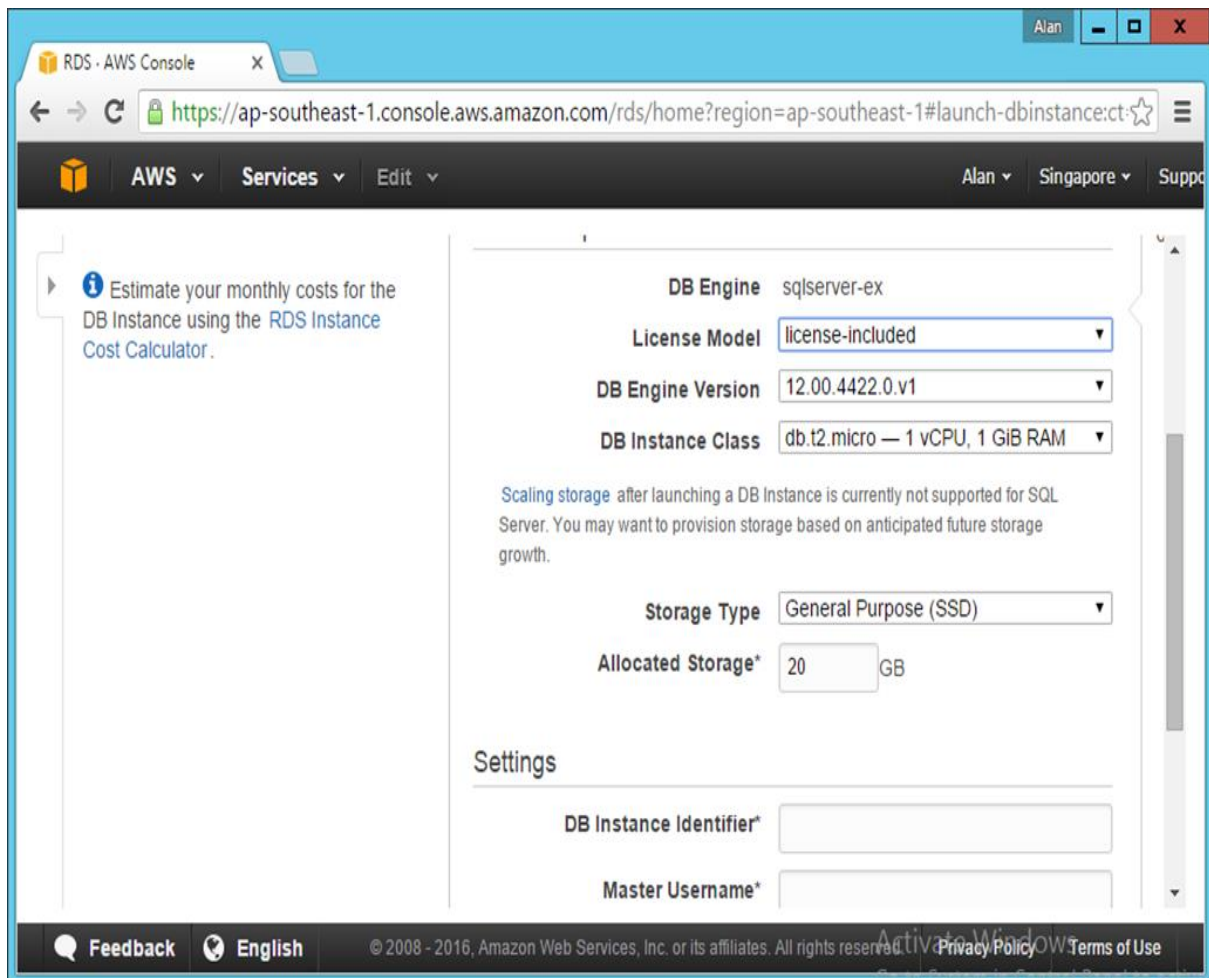 Alan
RDS · AWS Console
https://ap-southeast-1.console.aws.amazon.com/rds/home?region=ap-southeast-1#launch-dbinstance:ct
AWS Services Edit Alan Singapore Suppo
Estimate your monthly costs for the
DB Instance using the RDS Instance
Cost Calculator.
DB Engine sqlserver-ex
License Model license-included
DB Engine Version 12.00.4422.0.v1
DB Instance Class db.t2.micro — 1 vCPU, 1 GiB RAM
Scaling storage after launching a DB Instance is currently not supported for SQL
Server. You may want to provision storage based on anticipated future storage
growth.
Storage Type General Purpose (SSD)
Allocated Storage* 20 GB
Settings
DB Instance Identifier*
Master Username*
Feedback English © 2008 - 2016, Amazon Web Services, Inc. or its affiliates. All rights reserved. Privacy Policy Terms of Use
Activate Windows